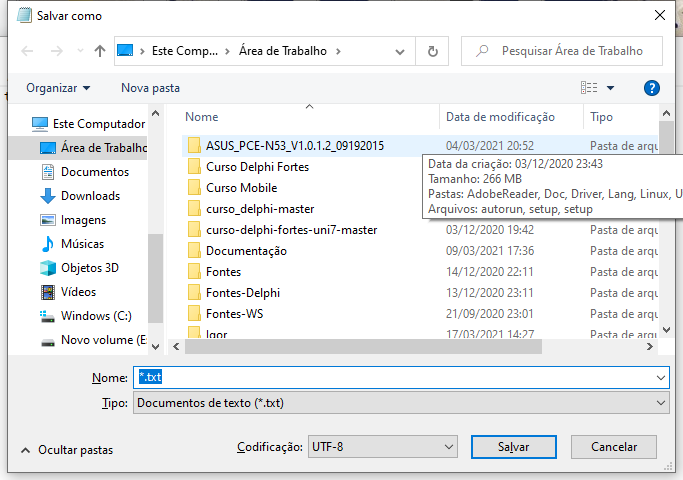 Salvar como
Este Comput... Área de Trabalho
Pesquisar Área de Trabalho
Organizar Nova pasta
Este Computador
Área de Trabalho
Documentos
Downloads
Imagens
Músicas
Objetos 3D
Vídeos
Windows (C:)
Novo volume (E:
Nome Data de modificação Tipo
ASUS_PCE-N53_V1.0.1.2_09192015 04/03/2021 20:52 Pasta de arqu
Curso Delphi Fortes
Curso Mobile
curso_delphi-master
curso-delphi-fortes-uni7-master 03/12/2020 19:42 Pasta de arqu
Documentação 09/03/2021 17:36 Pasta de arqu
Fontes 14/12/2020 22:11 Pasta de arqu
Fontes-Delphi 13/12/2020 23:11 Pasta de arqu
Fontes-WS 21/09/2020 23:01 Pasta de arqu
Igor 17/03/2021 14:27 Pasta de arqu
Data da criação: 03/12/2020 23:43
Tamanho: 266 MB
Pastas: AdobeReader, Doc, Driver, Lang, Linux, U
Arquivos: autorun, setup, setup
Nome: *.txt
Tipo: Documentos de texto (*.txt)
Ocultar pastas
Codificação: UTF-8 Salvar Cancelar